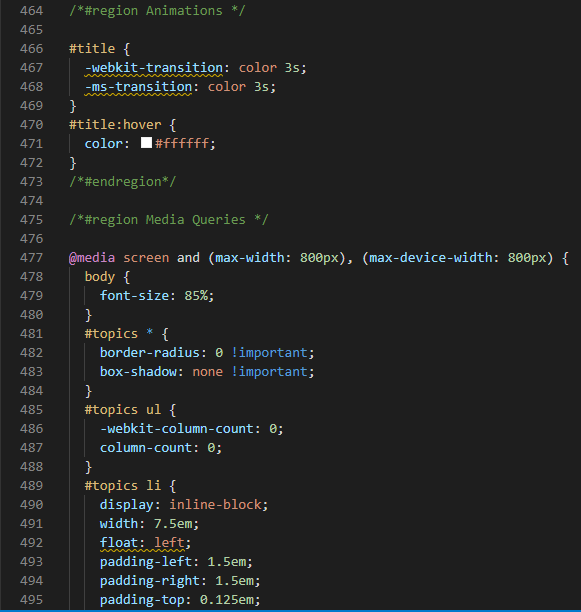 464 /*#region Animations */
465
466 #title {
467 -webkit-transition: color 3s;
468 -ms-transition: color 3s;
469 }
470 #title:hover {
471 color: #ffffff;
472 }
473 /*#endregion*/
474
475 /*#region Media Queries */
476
477 @media screen and (max-width: 800px), (max-device-width: 800px) {
478 body {
479 font-size: 85%;
480 }
481 #topics * {
482 border-radius: 0 !important;
483 box-shadow: none !important;
484 }
485 #topics ul {
486 -webkit-column-count: 0;
487 column-count: 0;
488 }
489 #topics li {
490 display: inline-block;
491 width: 7.5em;
492 float: left;
493 padding-left: 1.5em;
494 padding-right: 1.5em;
495 padding-top: 0.125em;